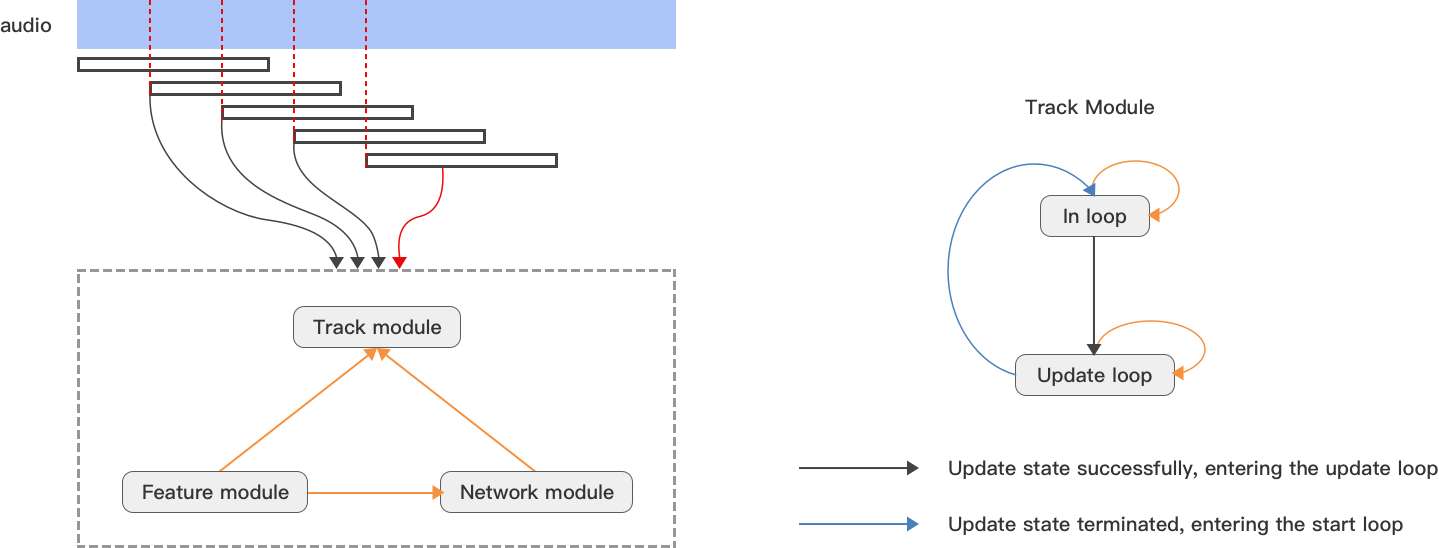 audio
Track module
Feature module
Network module
Track Module
In loop
Update loop
Update state successfully, entering the update loop
Update state terminated, entering the start loop